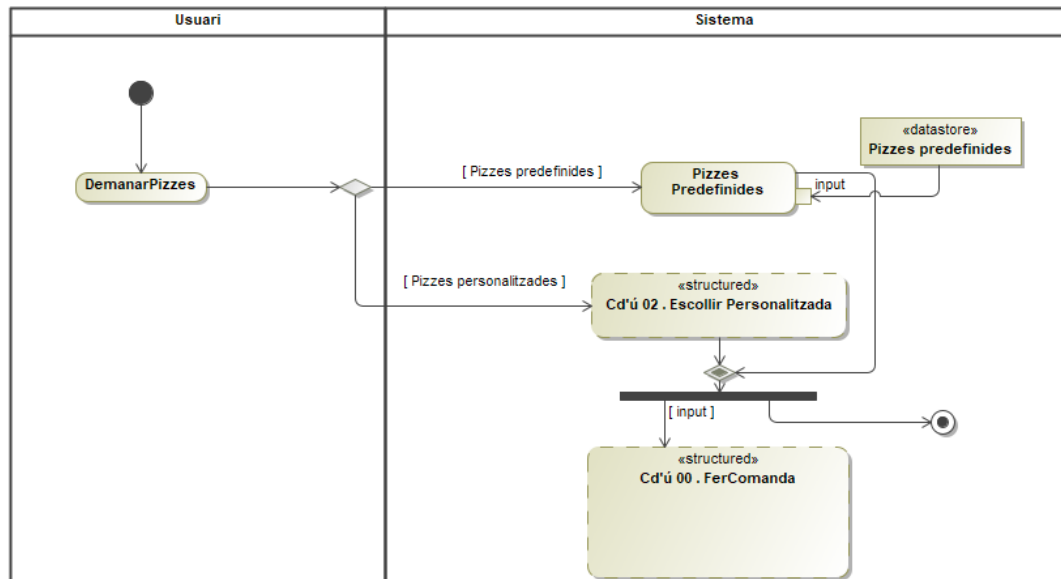 Usuari
Sistema
«datastore»
Pizzes predefinides
DemanarPizzes
[ Pizzes predefinides ]
Pizzes
Predefinides
input
[ Pizzes personalitzades ]
«structured»
Cd'ú 02 . Escollir Personalitzada
[ input ]
«structured»
Cd'ú 00 . FerComanda